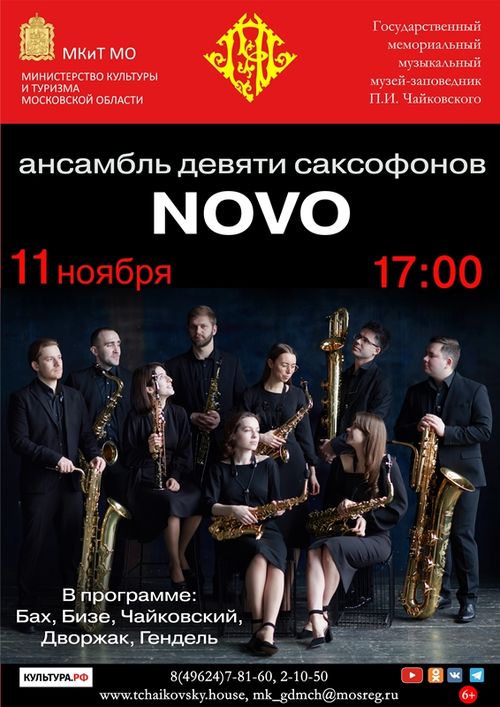 МКиТ МО
МИНИСТЕРСТВО КУЛЬТУРЫ
И ТУРИЗМА
МОСКОВСКОЙ ОБЛАСТИ
Государственный
мемориальный
музыкальный
музей-заповедник
П.И. Чайковского
ансамбль девяти саксофонов
NOVO
11 ноября
17:00
В программе:
Бах, Бизе, Чайковский,
Дворжак, Гендель
КУЛЬТУРА.РФ
8(49624)7-81-60, 2-10-50
www.tchaikovsky.house, mk_gdmch@mosreg.ru
6+